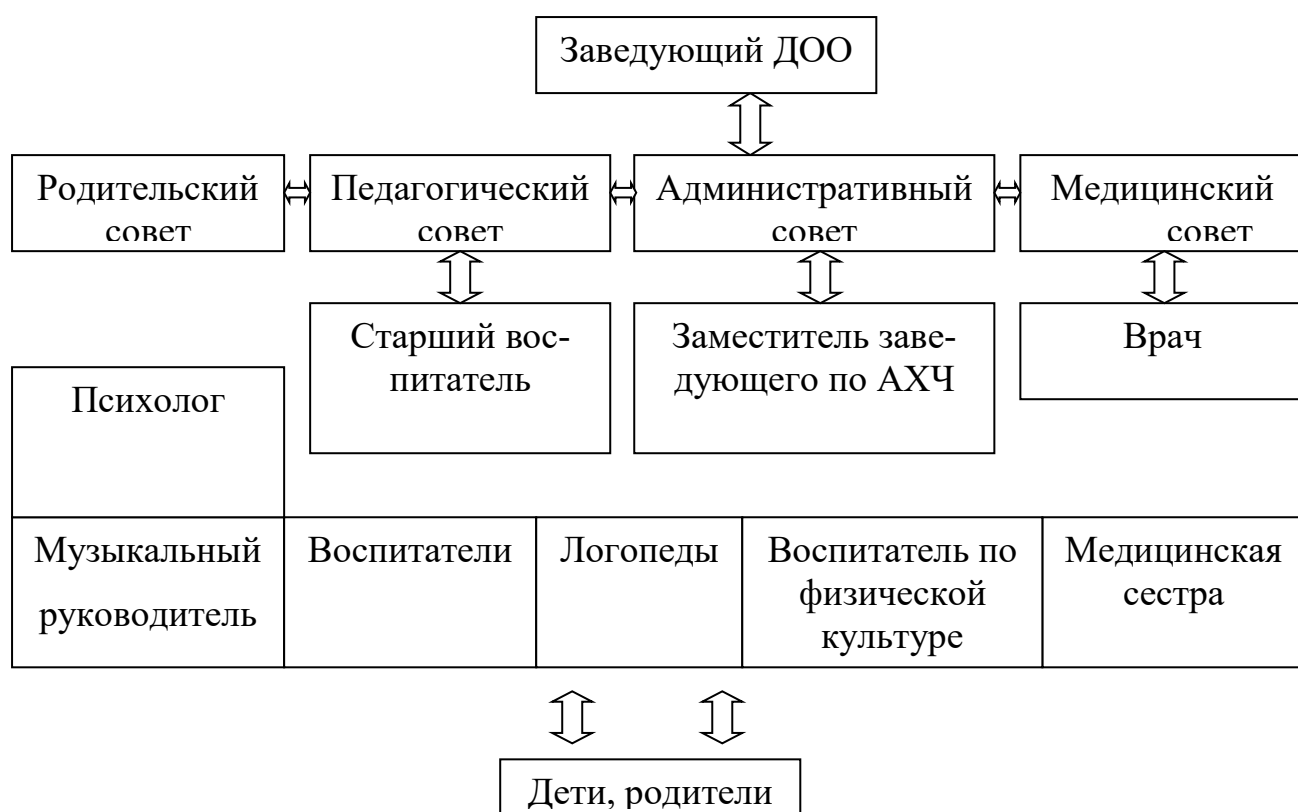 Заведующий ДОО
Родительский
совет
Педагогический
совет
Административный
совет
Медицинский
совет
Старший вос-
питатель
Заместитель заве-
дующего по АХЧ
Врач
Психолог
Музыкальный
руководитель
Воспитатели
Логопеды
Воспитатель по
физической
культуре
Медицинская
сестра
Дети, родители